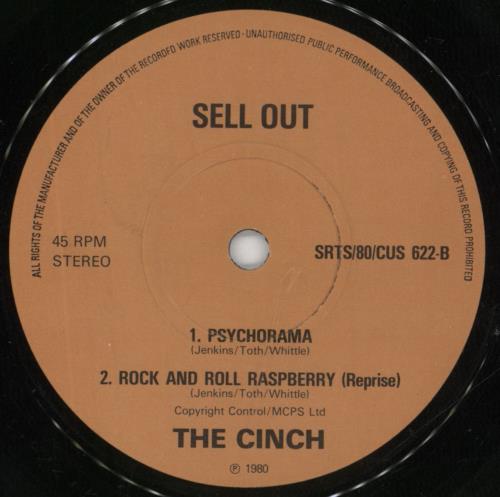 ALL RIGHTS OF THE MANUFACTURER AND OF THE OWNER OF THE RECORDED WORK RESERVED · UNAUTHORISED PUBLIC PERFORMANCE BROADCASTING AND COPYING OF THIS RECORD PROHIBITED
SELL OUT
45 RPM
STEREO
SRTS/80/CUS 622-B
1. PSYCHORAMA
(Jenkins/Toth/Whittle)
2. ROCK AND ROLL RASPBERRY (Reprise)
(Jenkins/Toth/Whittle)
Copyright Control/MCPS Ltd
THE CINCH
℗ 1980